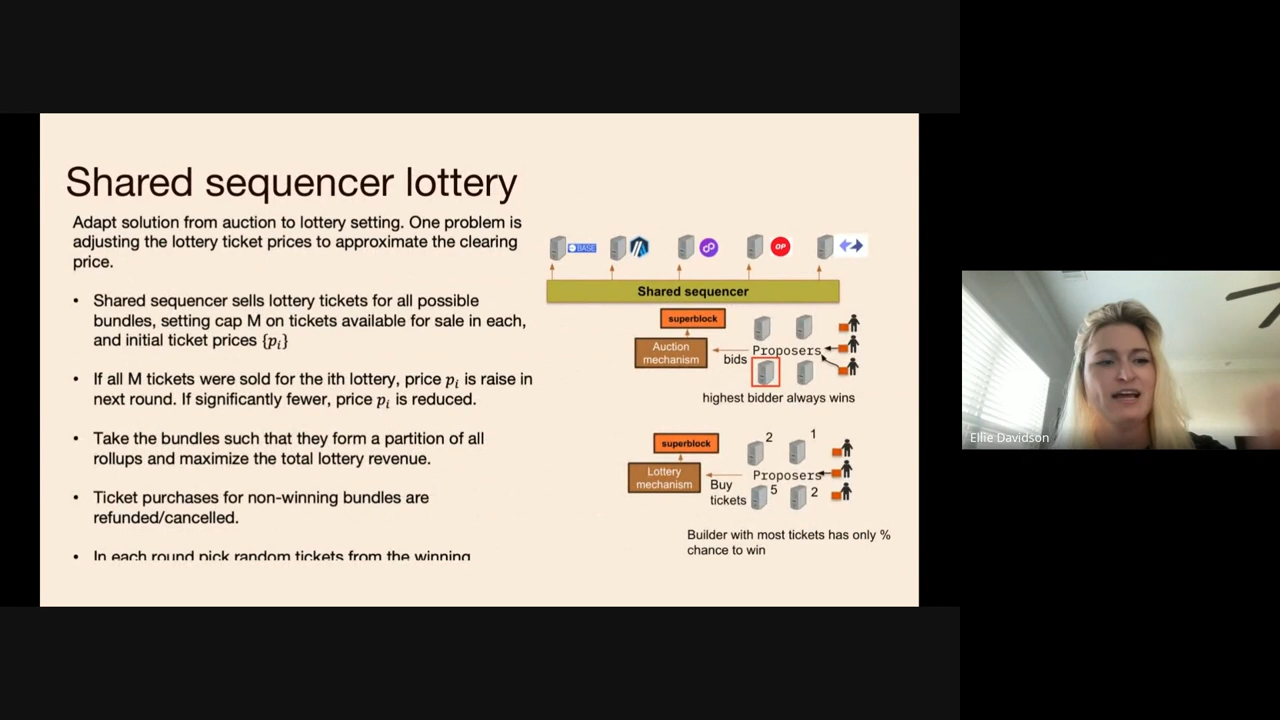 Shared sequencer lottery
Adapt solution from auction to lottery setting. One problem is
adjusting the lottery ticket prices to approximate the clearing
price.
• Shared sequencer sells lottery tickets for all possible
bundles, setting cap M on tickets available for sale in each,
and initial ticket prices {pᵢ}
• If all M tickets were sold for the ith lottery, price pᵢ is raise in
next round. If significantly fewer, price pᵢ is reduced.
• Take the bundles such that they form a partition of all
rollups and maximize the total lottery revenue.
• Ticket purchases for non-winning bundles are
refunded/cancelled.
• In each round pick random tickets from the winning
BASE
OP
Shared sequencer
superblock
Auction
mechanism
bids
Proposers
highest bidder always wins
superblock
2
1
Lottery
mechanism
Buy
tickets
Proposers
5
2
Builder with most tickets has only %
chance to win
Ellie Davidson